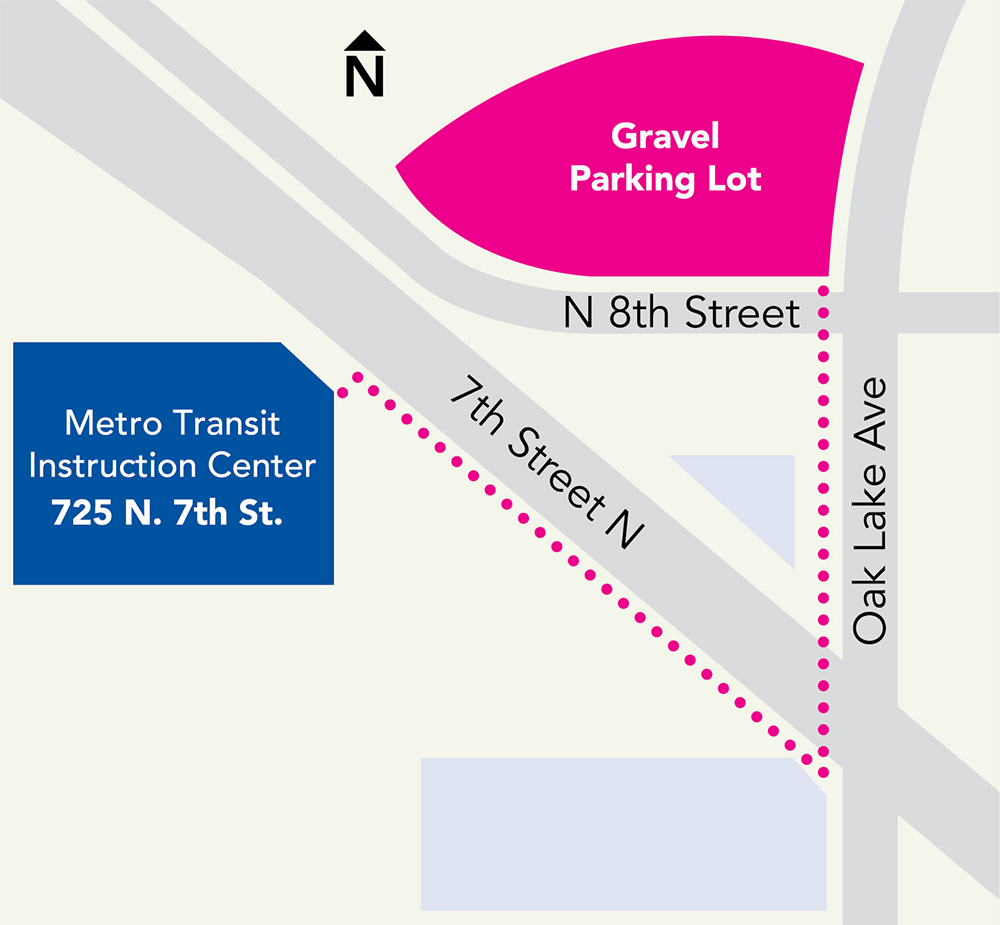 N
Gravel
Parking Lot
N 8th Street
7th Street N
Oak Lake Ave
Metro Transit
Instruction Center
725 N. 7th St.